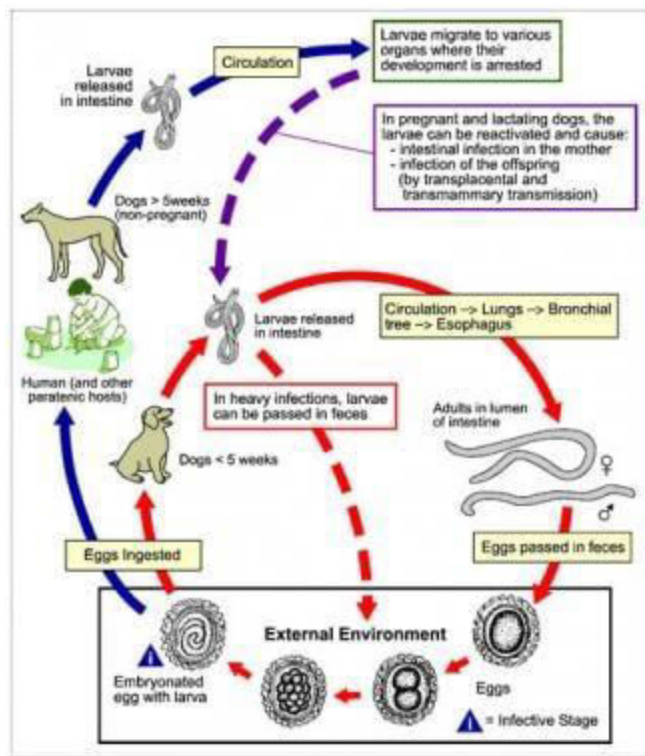 Larvae
released
in intestine
Circulation
Larvae migrate to various
organs where their
development is arrested
In pregnant and lactating dogs, the
larvae can be reactivated and cause:
- intestinal infection in the mother
- infection of the offspring
(by transplacental and
transmammary transmission)
Dogs > 5weeks
(non-pregnant)
Larvae released
in intestine
Circulation –> Lungs –> Bronchial
tree –> Esophagus
Human (and other
paratenic hosts)
In heavy infections, larvae
can be passed in feces
Adults in lumen
of intestine
♀
♂
Dogs < 5 weeks
Eggs Ingested
Eggs passed in feces
External Environment
i
Embryonated
egg with larva
Eggs
i = Infective Stage